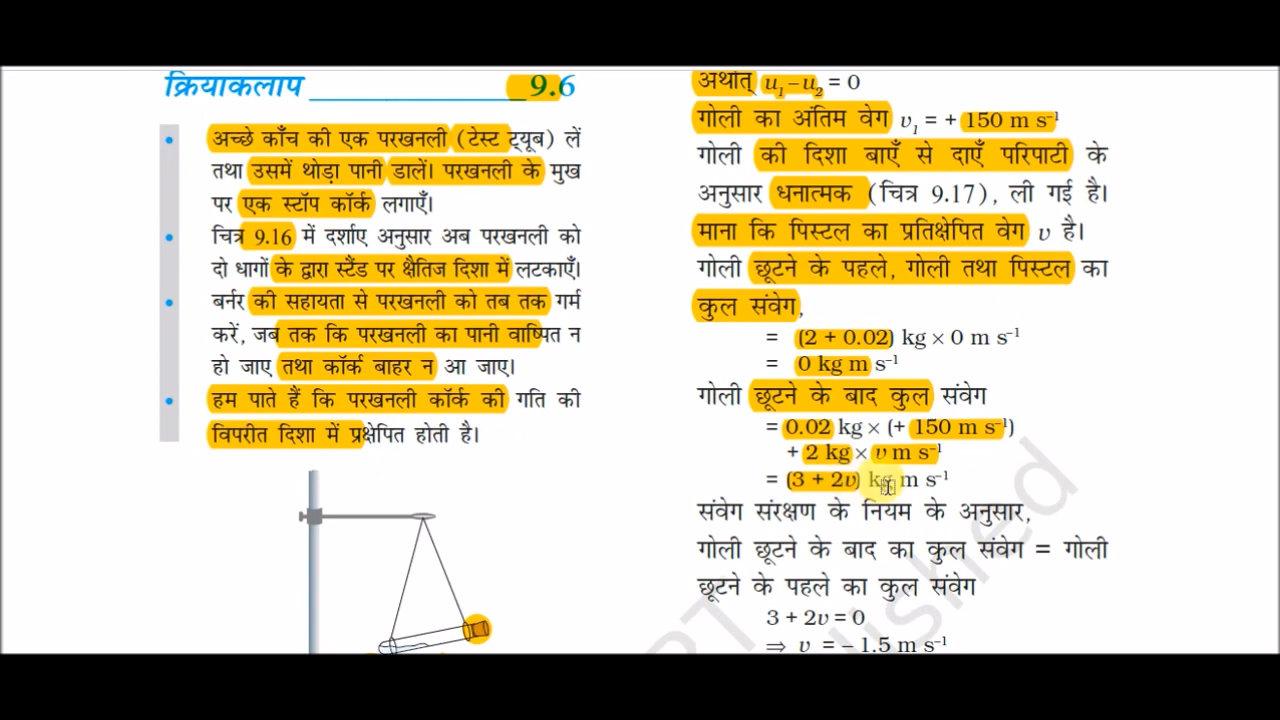 क्रियाकलाप ____________ 9.6
• अच्छे काँच की एक परखनली (टेस्ट ट्यूब) लें
तथा उसमें थोड़ा पानी डालें। परखनली के मुख
पर एक स्टॉप कॉर्क लगाएँ।
• चित्र 9.16 में दर्शाए अनुसार अब परखनली को
दो धागों के द्वारा स्टैंड पर क्षैतिज दिशा में लटकाएँ।
• बर्नर की सहायता से परखनली को तब तक गर्म
करें, जब तक कि परखनली का पानी वाष्पित न
हो जाए तथा कॉर्क बाहर न आ जाए।
• हम पाते हैं कि परखनली कॉर्क की गति की
विपरीत दिशा में प्रक्षेपित होती है।
अर्थात् u₁ – u₂ = 0
गोली का अंतिम वेग v₁ = + 150 m s⁻¹
गोली की दिशा बाएँ से दाएँ परिपाटी के
अनुसार धनात्मक (चित्र 9.17), ली गई है।
माना कि पिस्टल का प्रतिक्षेपित वेग v है।
गोली छूटने के पहले, गोली तथा पिस्टल का
कुल संवेग,
= (2 + 0.02) kg × 0 m s⁻¹
= 0 kg m s⁻¹
गोली छूटने के बाद कुल संवेग
= 0.02 kg × (+ 150 m s⁻¹)
+ 2 kg × v m s⁻¹
= (3 + 2v) kg m s⁻¹
संवेग संरक्षण के नियम के अनुसार,
गोली छूटने के बाद का कुल संवेग = गोली
छूटने के पहले का कुल संवेग
3 + 2v = 0
⇒ v = – 1.5 m s⁻¹